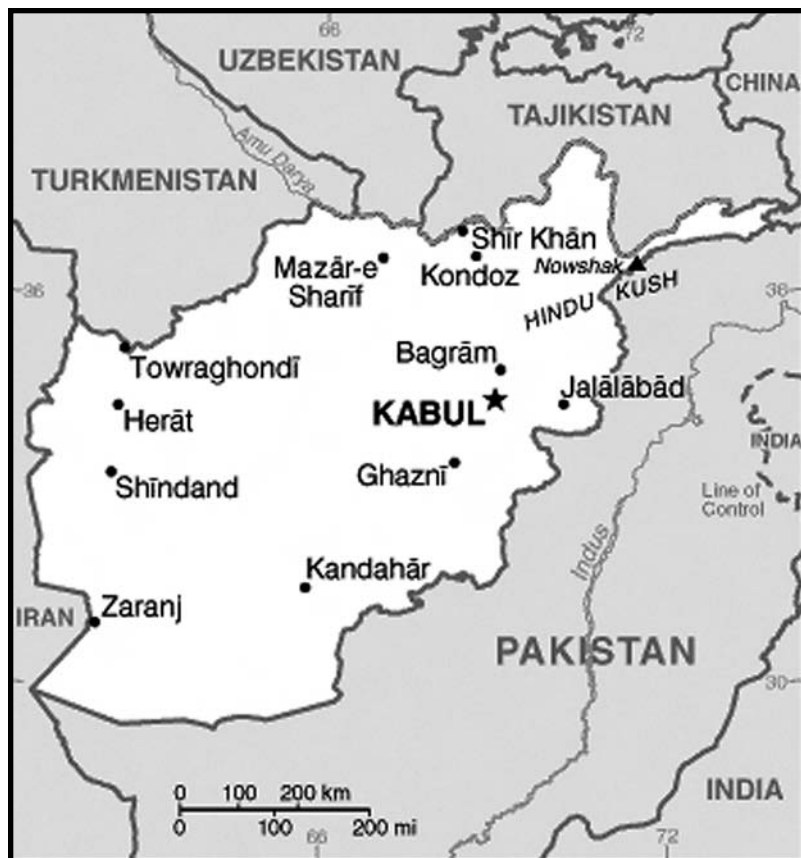 66
72
UZBEKISTAN
CHINA
TAJIKISTAN
Amu Darya
TURKMENISTAN
Shīr Khān
Mazār-e
Sharīf
Kondoz
Nowshak
36
HINDU KUSH
36
Bagrām
Towraghondī
Jalālābād
KABUL
Herāt
INDIA
Ghaznī
Shīndand
Line of
Control
Indus
Kandahār
Zaranj
IRAN
PAKISTAN
30
INDIA
0 100 200 km
0 100 200 mi
66
72